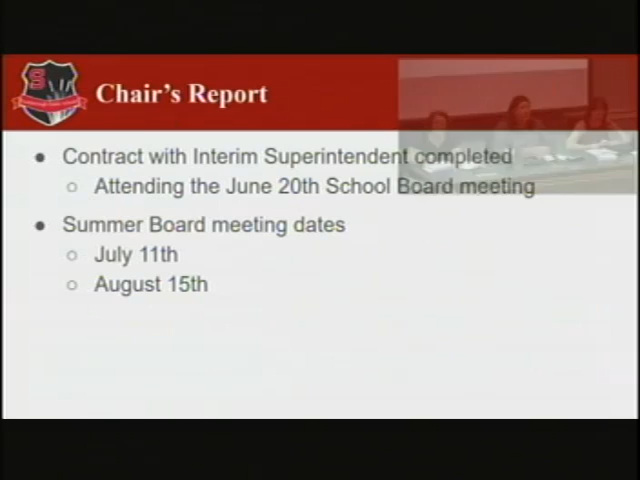 S
Chair's Report
● Contract with Interim Superintendent completed
○ Attending the June 20th School Board meeting
● Summer Board meeting dates
○ July 11th
○ August 15th